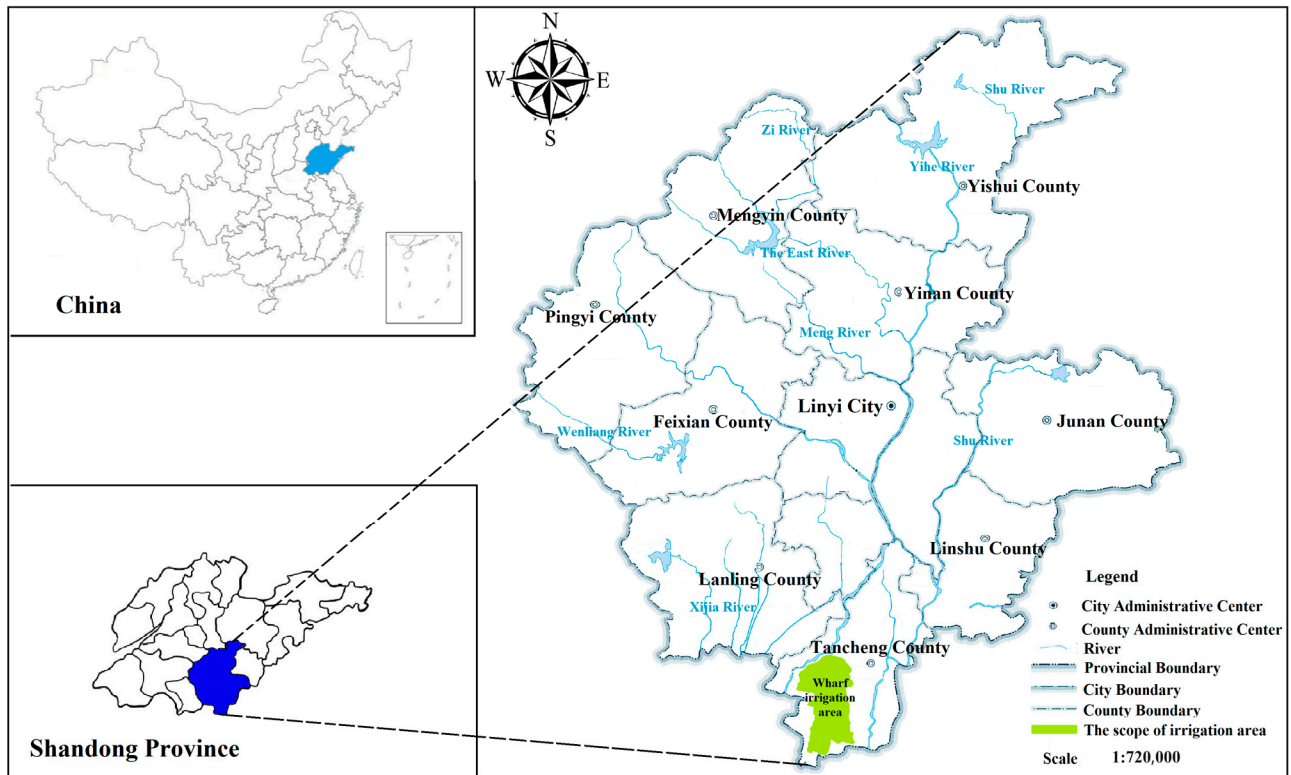 China
Shandong Province
N
W
E
S
Shu River
Zi River
Yihe River
Yishui County
Mengyin County
The East River
Yinan County
Pingyi County
Meng River
Linyi City
Feixian County
Wenliang River
Shu River
Junan County
Linshu County
Lanling County
Xijia River
Tancheng County
Wharf
irrigation
area
Legend
City Administrative Center
County Administrative Center
River
Provincial Boundary
City Boundary
County Boundary
The scope of irrigation area
Scale 1:720,000